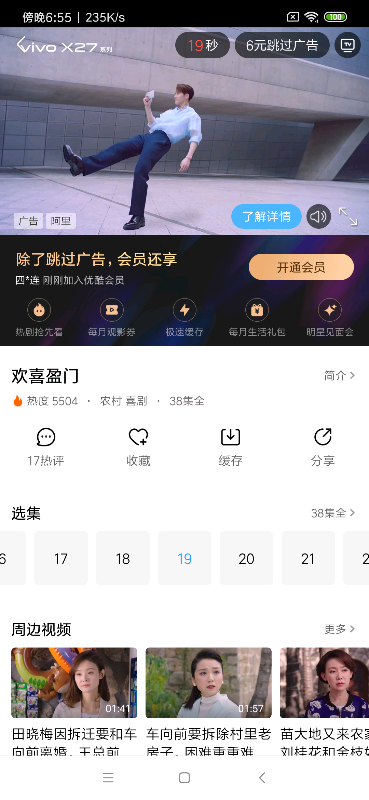 傍晚6:55 | 235K/s
100
vivo X27 系列
19秒
6元跳过广告
TV
广告
阿里
了解详情
除了跳过广告，会员还享
四*连 刚刚加入优酷会员
开通会员
热剧抢先看
每月观影券
极速缓存
每月生活礼包
明星见面会
欢喜盈门
简介
热度 5504 · 农村 喜剧 · 38集全
17热评
收藏
缓存
分享
选集
38集全
6
17
18
19
20
21
2
周边视频
更多
01:41
01:57
田晓梅因拆迁要和车
向前离婚，王总前
车向前要拆除村里老
房子，困难重重难
苗大地又来农家
刘桂花和金枝